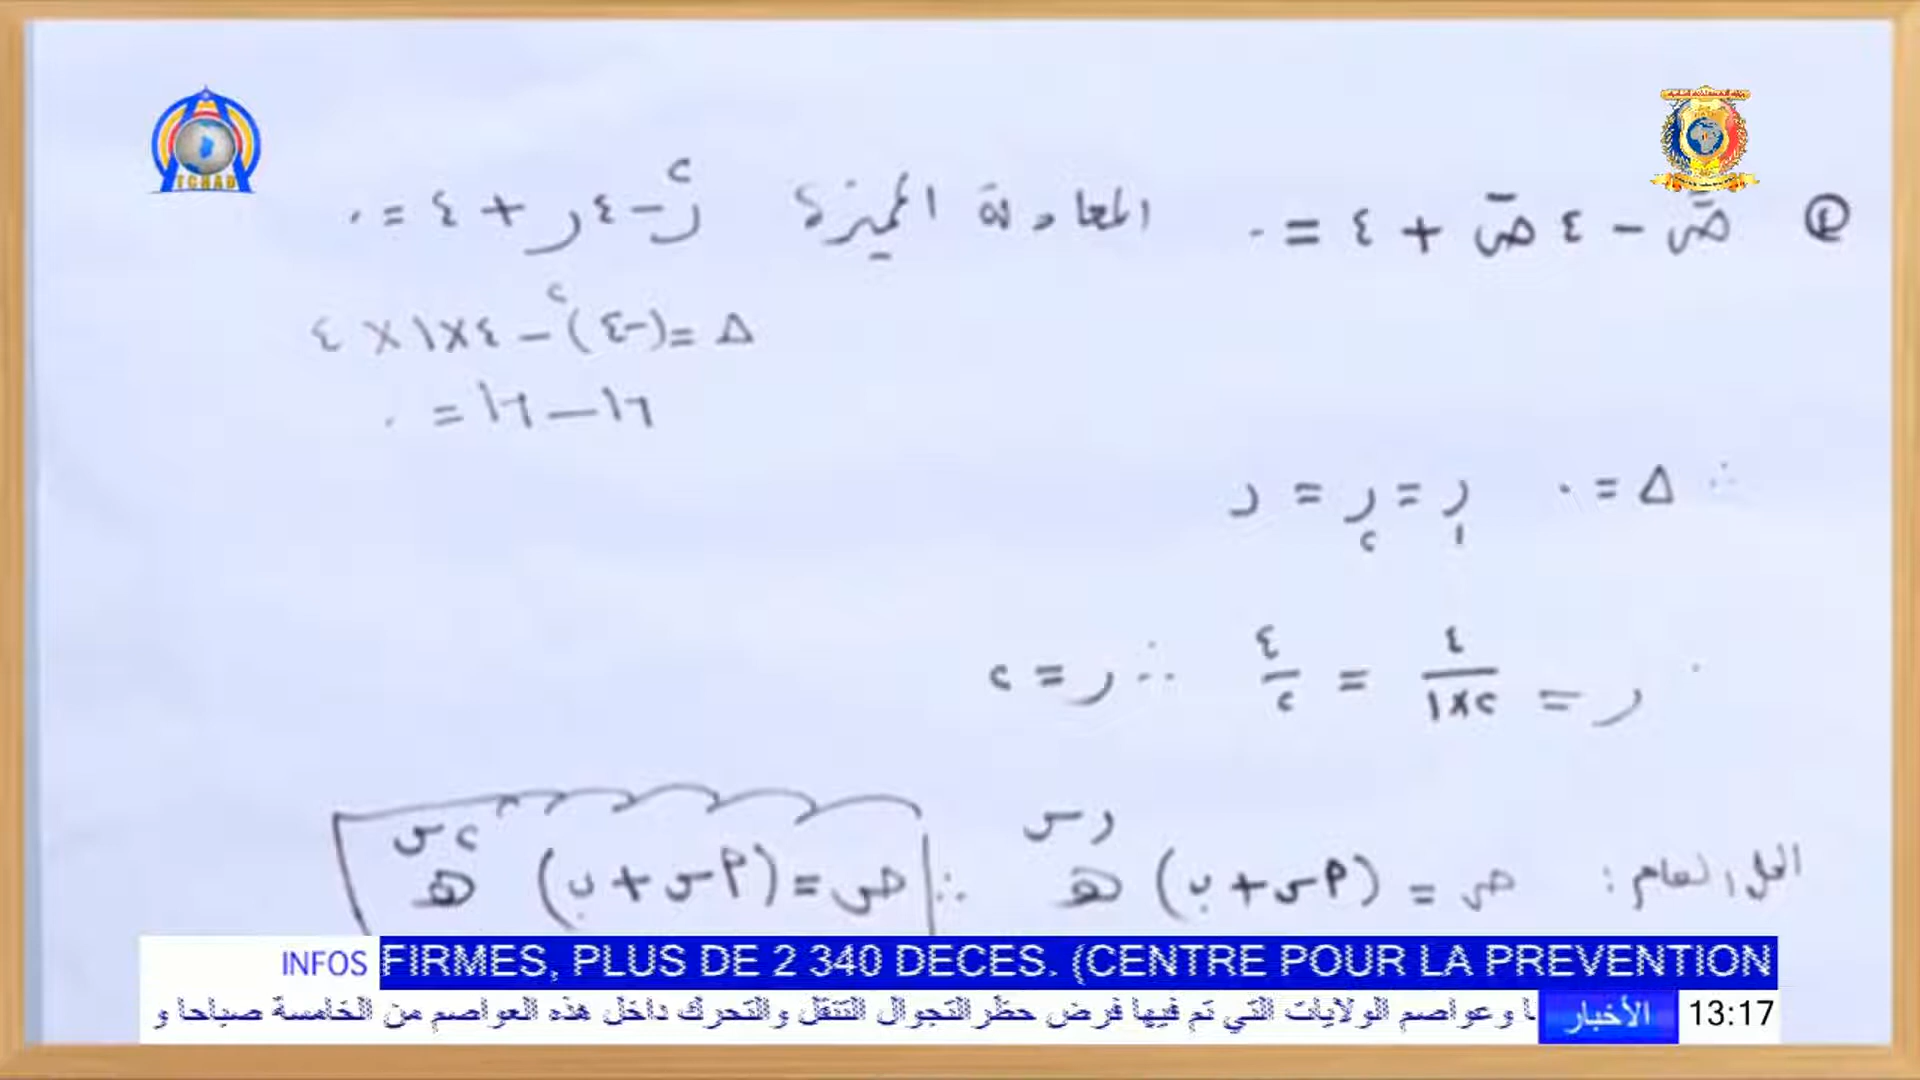 ④ صَّ - ٤ صَ + ٤ = ٠ المعادلة المميزة ر٢ - ٤ر + ٤ = ٠
Δ = (-٤)٢ - ٤×١×٤
١٦ - ١٦ = ٠
∴ Δ = ٠ ر١ = ر٢ = ر
ر = ٤/(٢×١) = ٤/٢ ∴ ر = ٢
الحل العام: ص = (أس + ب) هـ رس ∴ ص = (أس + ب) هـ ٢س
INFOS FIRMES, PLUS DE 2 340 DECES. (CENTRE POUR LA PREVENTION
13:17 الأخبار ا وعواصم الولايات التي تم فيها فرض حظر التجوال التنقل والتحرك داخل هذه العواصم من الخامسة صباحا و
TCHAD